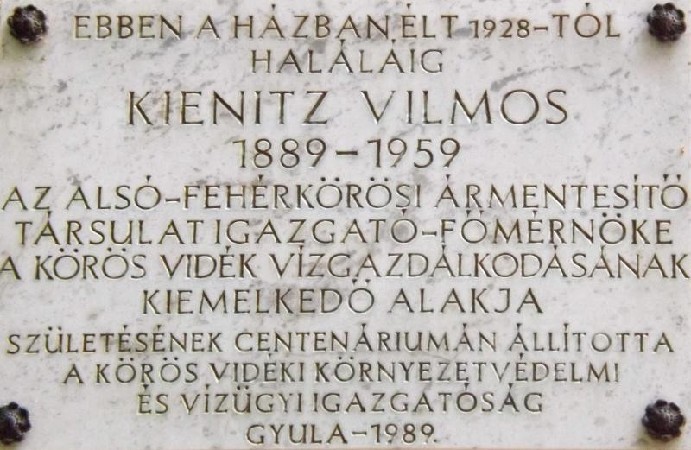 EBBEN A HÁZBAN ÉLT 1928-TÓL
HALÁLÁIG
KIENITZ VILMOS
1889-1959
AZ ALSÓ-FEHÉRKÖRÖSI ÁRMENTESÍTŐ
TÁRSULAT IGAZGATÓ-FŐMÉRNÖKE
A KÖRÖS VIDÉK VÍZGAZDÁLKODÁSÁNAK
KIEMELKEDŐ ALAKJA
SZÜLETÉSÉNEK CENTENÁRIUMÁN ÁLLÍTOTTA
A KÖRÖS VIDÉKI KÖRNYEZETVÉDELMI
ÉS VÍZÜGYI IGAZGATÓSÁG
GYULA-1989.